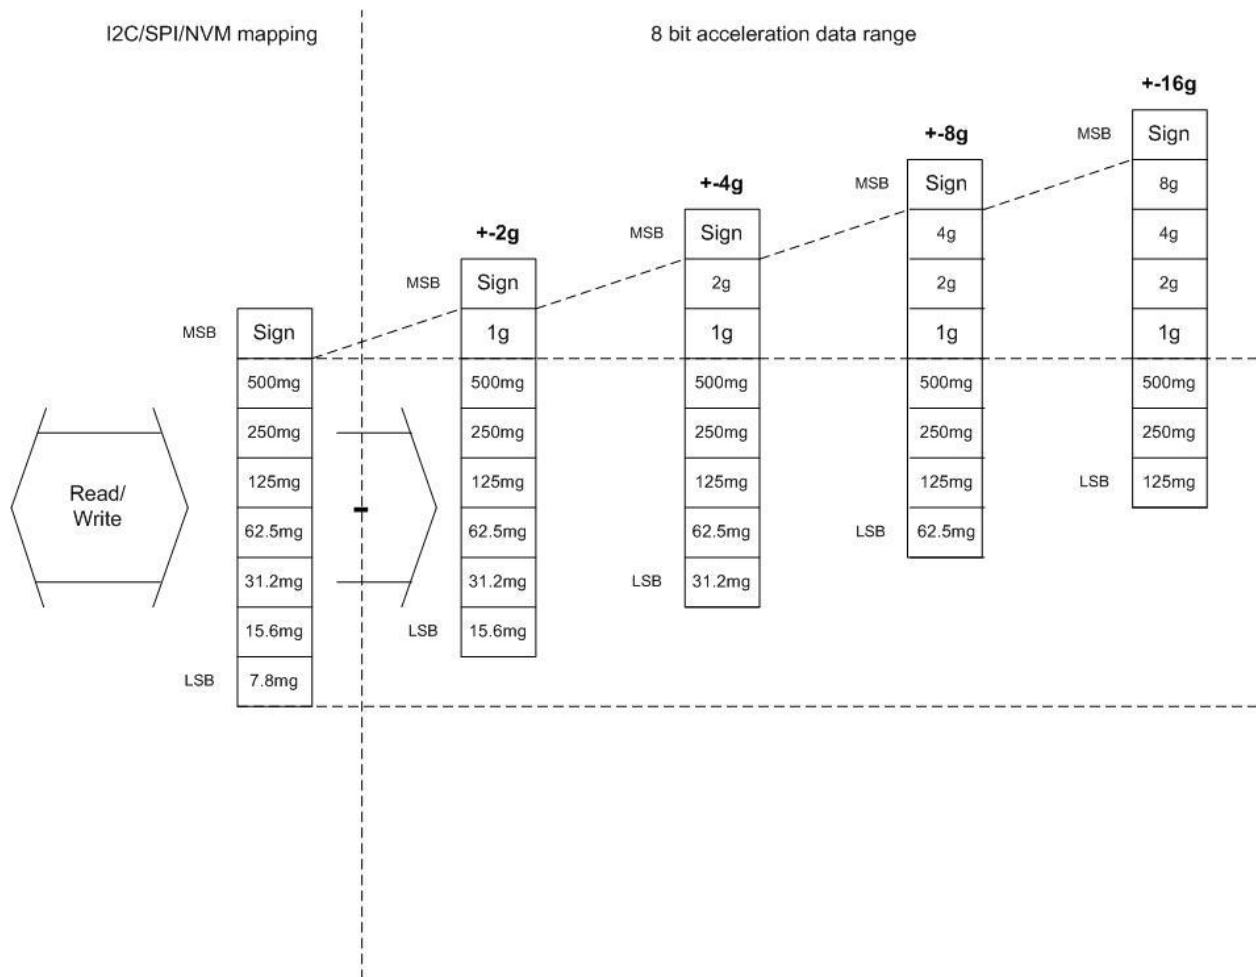 I2C/SPI/NVM mapping
8 bit acceleration data range
+-16g
MSB Sign
+-8g
8g
MSB Sign
+-4g
4g
4g
MSB Sign
+-2g
2g
2g
2g
MSB Sign
MSB Sign
1g
1g
1g
1g
500mg
500mg
500mg
500mg
500mg
250mg
250mg
250mg
250mg
250mg
Read/
Write
125mg
125mg
125mg
125mg
LSB 125mg
-
62.5mg
62.5mg
62.5mg
LSB 62.5mg
31.2mg
31.2mg
LSB 31.2mg
15.6mg
LSB 15.6mg
LSB 7.8mg